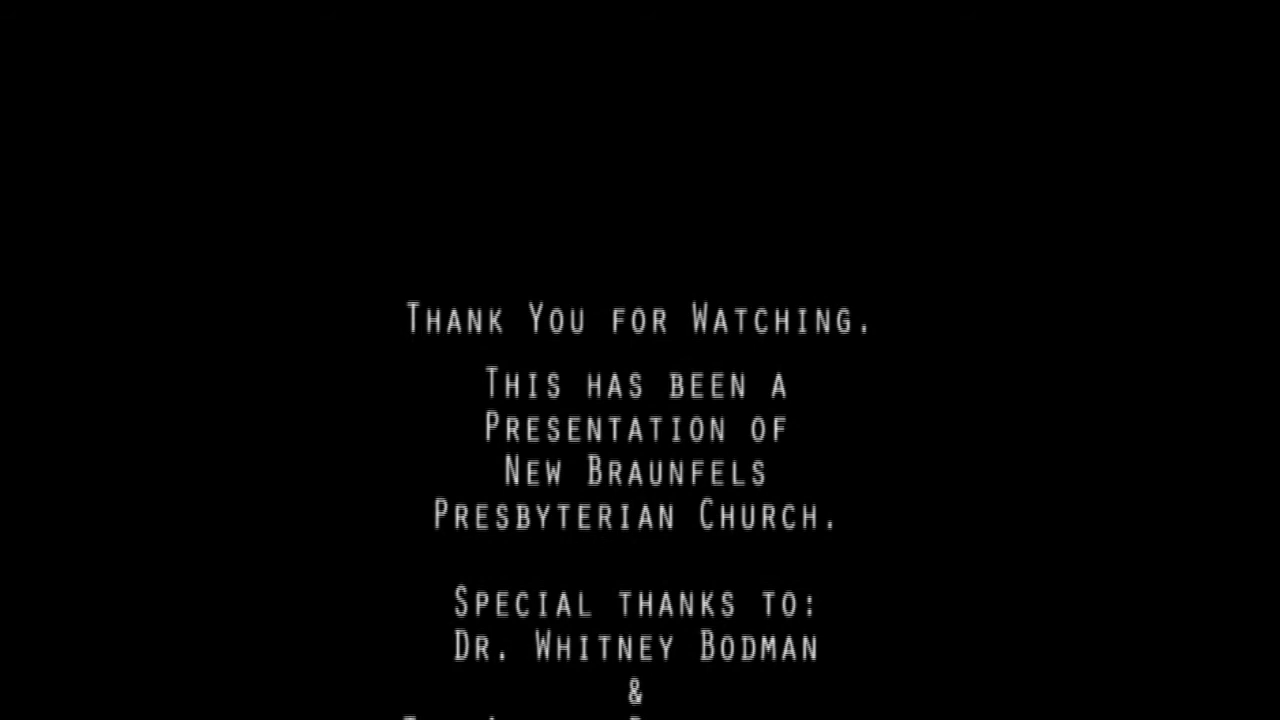 Thank You for Watching.
This has been a
Presentation of
New Braunfels
Presbyterian Church.
Special thanks to:
Dr. Whitney Bodman
&